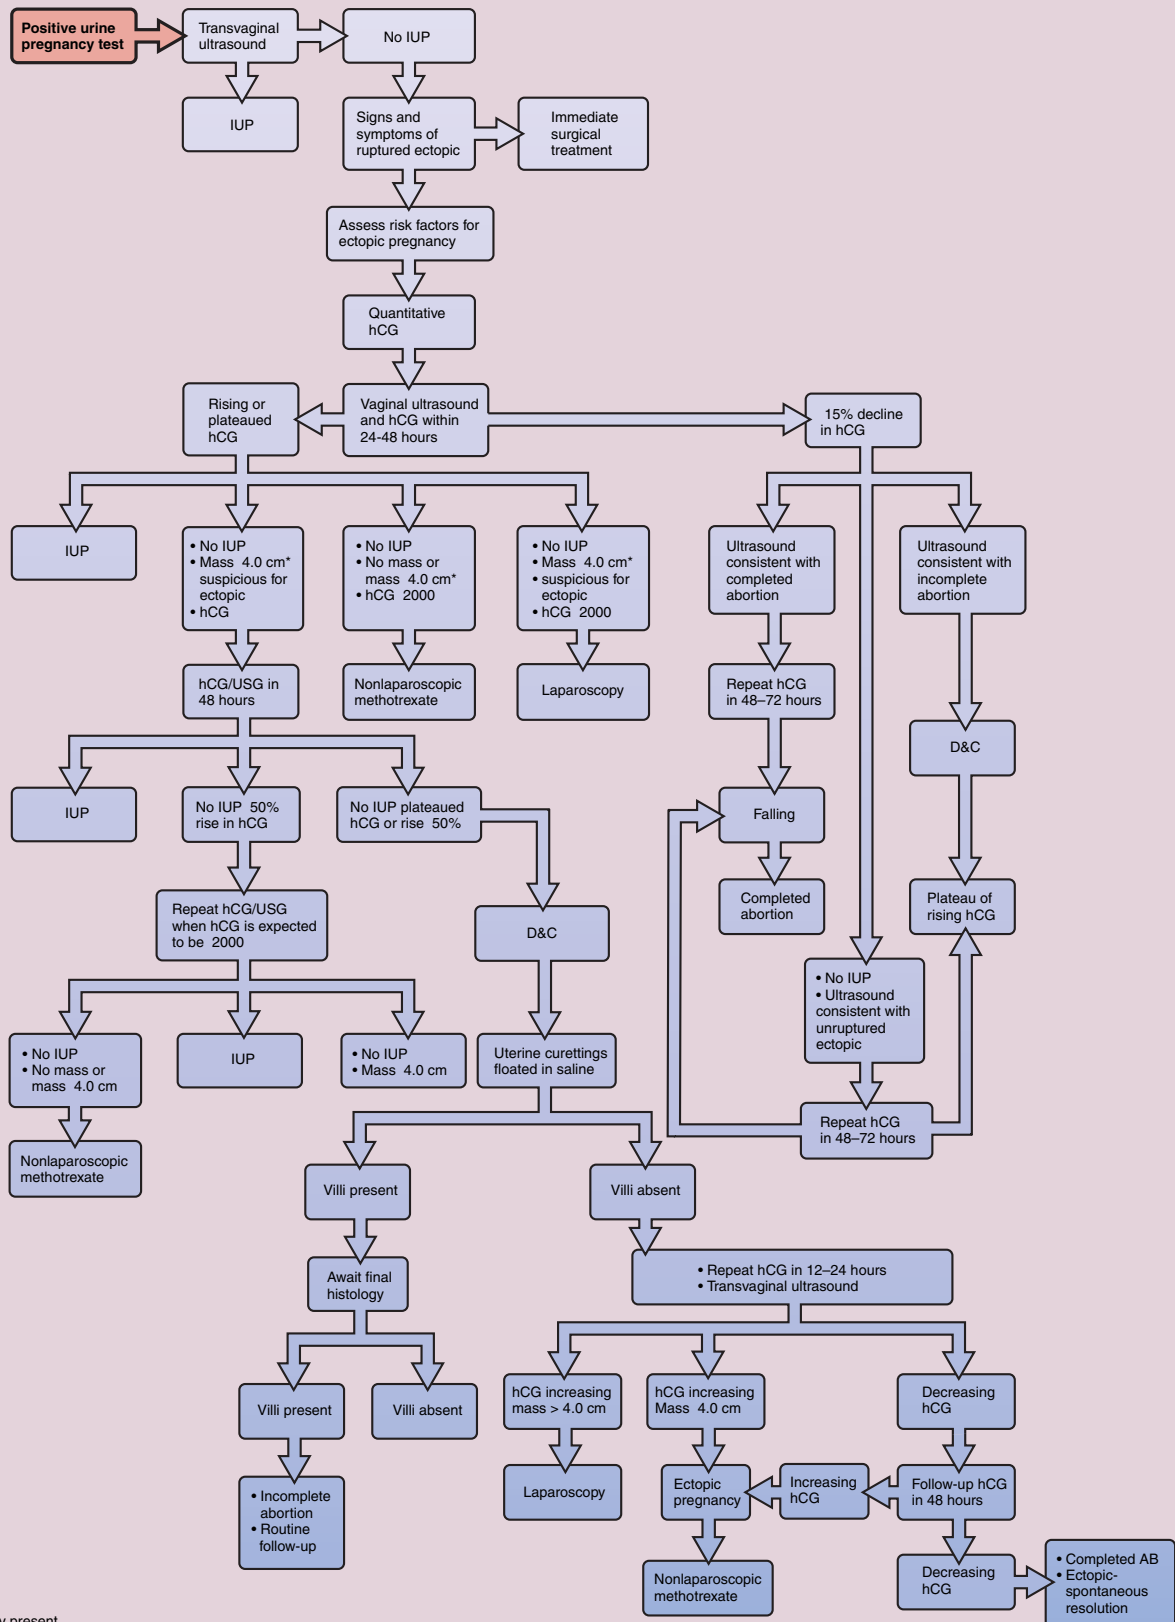 Positive urine
pregnancy test
Transvaginal
ultrasound
No IUP
IUP
Signs and
symptoms of
ruptured ectopic
Immediate
surgical
treatment
Assess risk factors for
ectopic pregnancy
Quantitative
hCG
Rising or
plateaued
hCG
Vaginal ultrasound
and hCG within
24-48 hours
15% decline
in hCG
IUP
• No IUP
• Mass 4.0 cm*
suspicious for
ectopic
• hCG
• No IUP
• No mass or
mass 4.0 cm*
• hCG 2000
• No IUP
• Mass 4.0 cm*
• suspicious for
ectopic
• hCG 2000
Ultrasound
consistent with
completed
abortion
Ultrasound
consistent with
incomplete
abortion
hCG/USG in
48 hours
Nonlaparoscopic
methotrexate
Laparoscopy
Repeat hCG
in 48–72 hours
D&C
IUP
No IUP 50%
rise in hCG
No IUP plateaued
hCG or rise 50%
Falling
Repeat hCG/USG
when hCG is expected
to be 2000
D&C
Completed
abortion
Plateau of
rising hCG
• No IUP
• Ultrasound
consistent with
unruptured
ectopic
• No IUP
• No mass or
mass 4.0 cm
IUP
• No IUP
• Mass 4.0 cm
Uterine curettings
floated in saline
Repeat hCG
in 48–72 hours
Nonlaparoscopic
methotrexate
Villi present
Villi absent
Await final
histology
• Repeat hCG in 12–24 hours
• Transvaginal ultrasound
Villi present
Villi absent
hCG increasing
mass > 4.0 cm
hCG increasing
Mass 4.0 cm
Decreasing
hCG
• Incomplete
abortion
• Routine
follow-up
Laparoscopy
Ectopic
pregnancy
Increasing
hCG
Follow-up hCG
in 48 hours
Nonlaparoscopic
methotrexate
Decreasing
hCG
• Completed AB
• Ectopic-
spontaneous
resolution
present